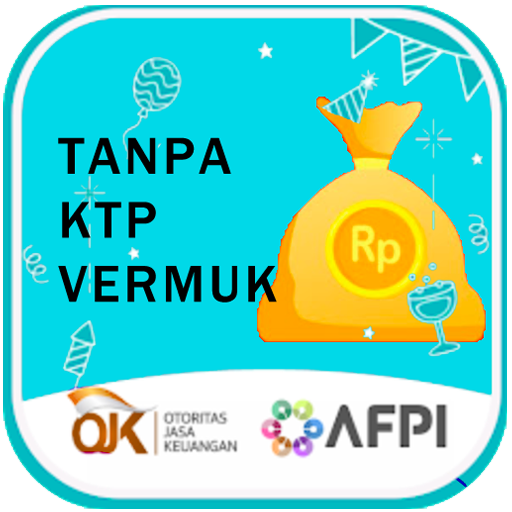 TANPA
KTP
VERMUK
Rp
OJK
OTORITAS
JASA
KEUANGAN
AFPI